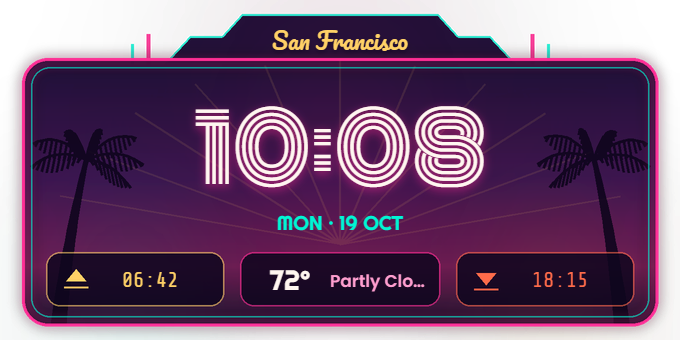 San Francisco
10:08
MON · 19 OCT
06:42
72° Partly Clo...
18:15